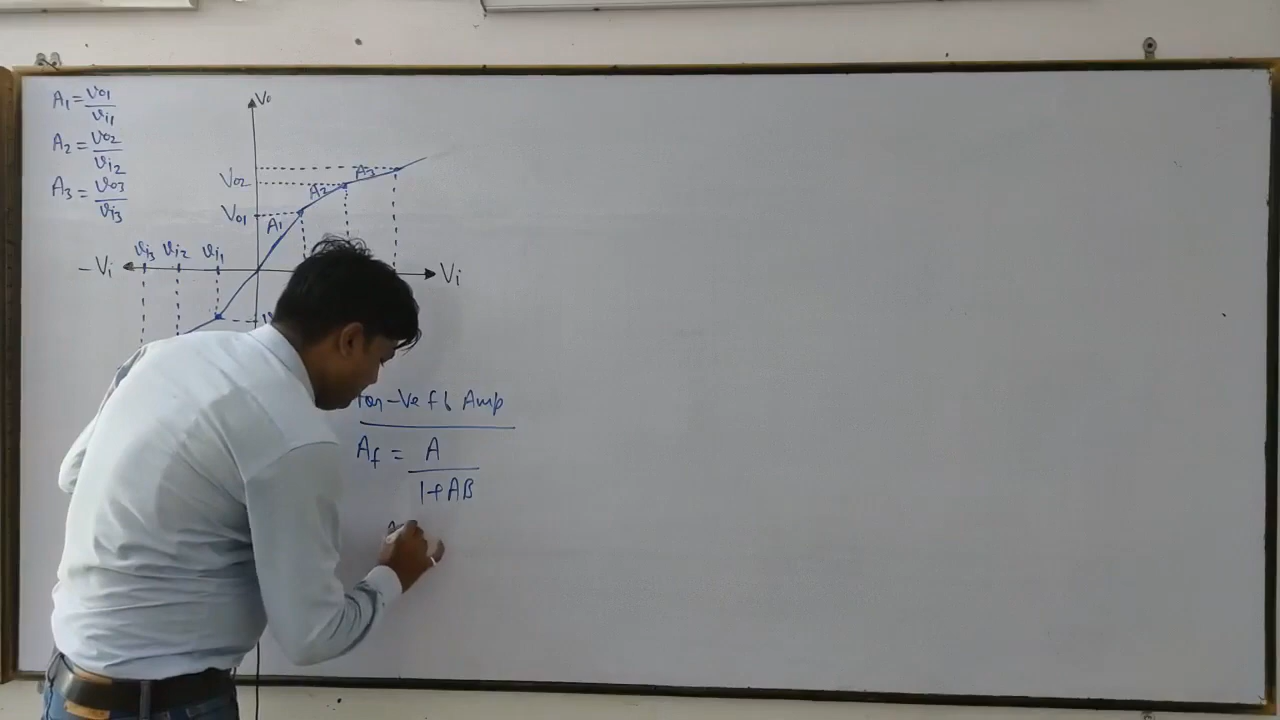 A1 = Vo1/Vi1
A2 = Vo2/Vi2
A3 = Vo3/Vi3
Vo
A3
Vo2
A2
Vo1
A1
Vi3 Vi2 Vi1
-Vi
Vi
-Ve fb Amp
Af = A/1+AB